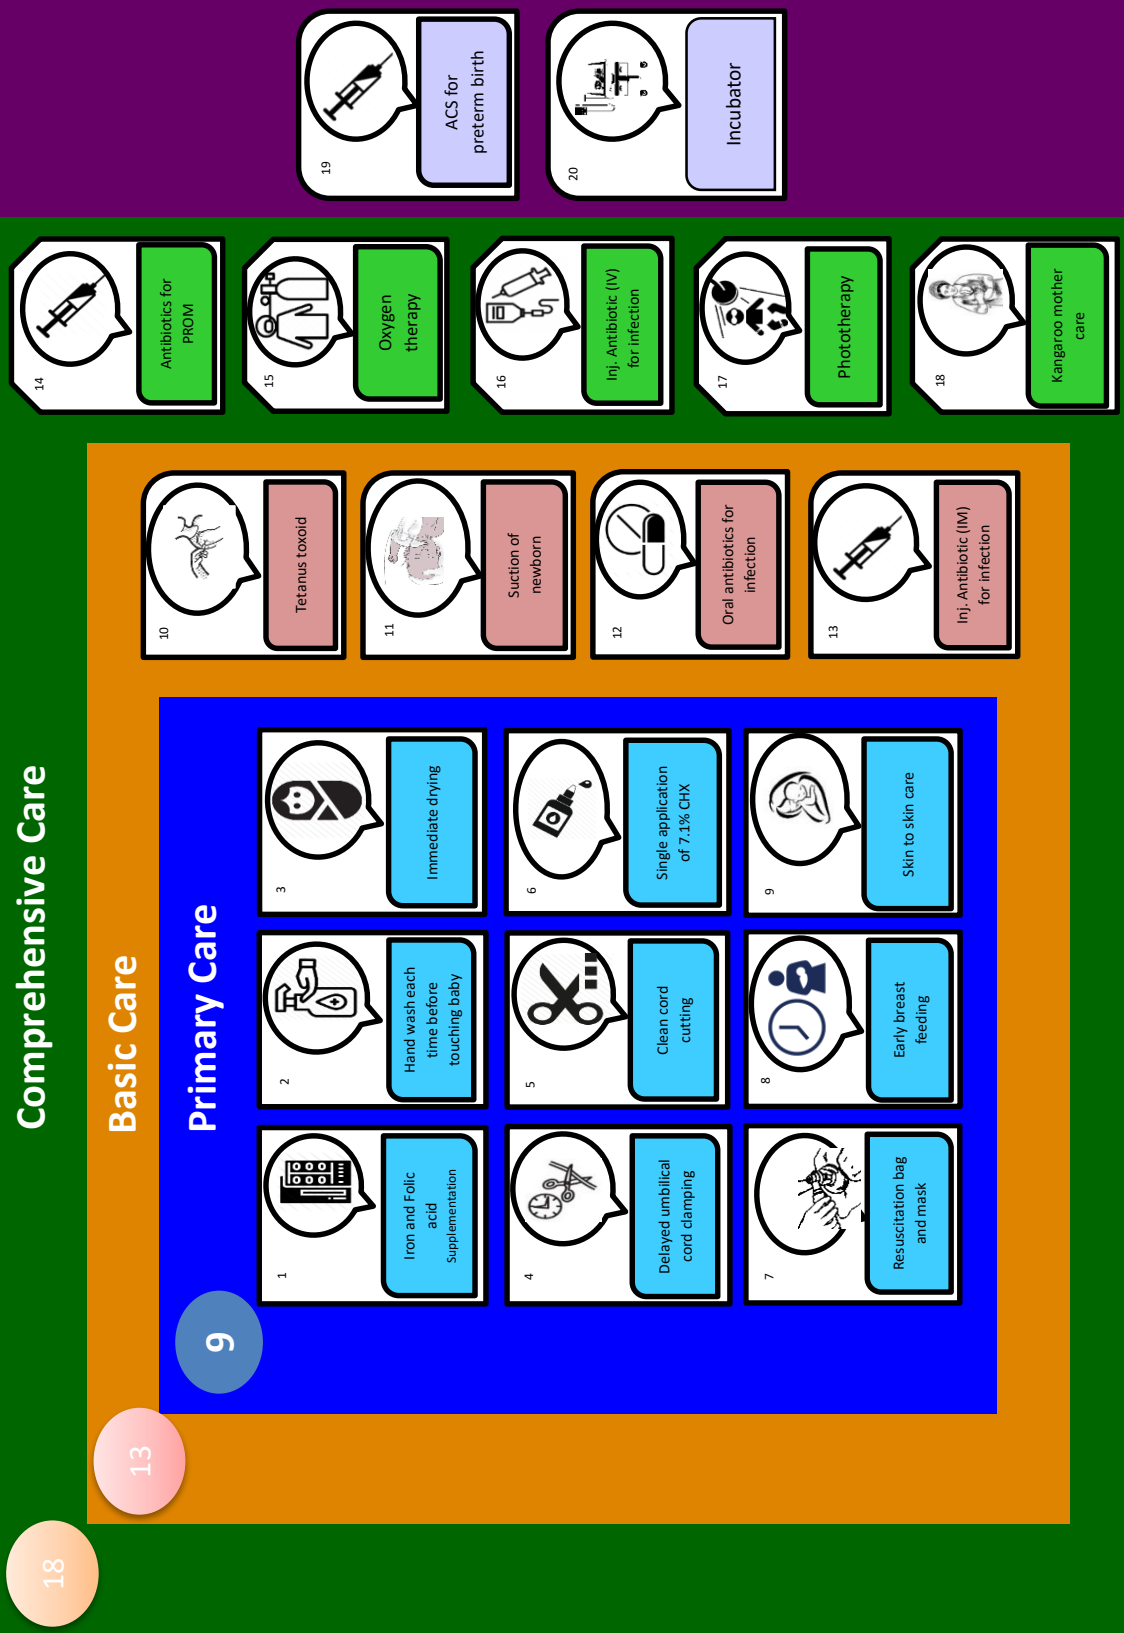 Comprehensive Care
18
Basic Care
13
Primary Care
9
1
Iron and Folic
acid
Supplementation
2
Hand wash each
time before
touching baby
3
Immediate drying
4
Delayed umbilical
cord clamping
5
Clean cord
cutting
6
Single application
of 7.1% CHX
7
Resuscitation bag
and mask
8
Early breast
feeding
9
Skin to skin care
10
Tetanus toxoid
11
Suction of
newborn
12
Oral antibiotics for
infection
13
Inj. Antibiotic (IM)
for infection
14
Antibiotics for
PROM
15
Oxygen
therapy
16
Inj. Antibiotic (IV)
for infection
17
Phototherapy
18
Kangaroo mother
care
19
ACS for
preterm birth
20
Incubator